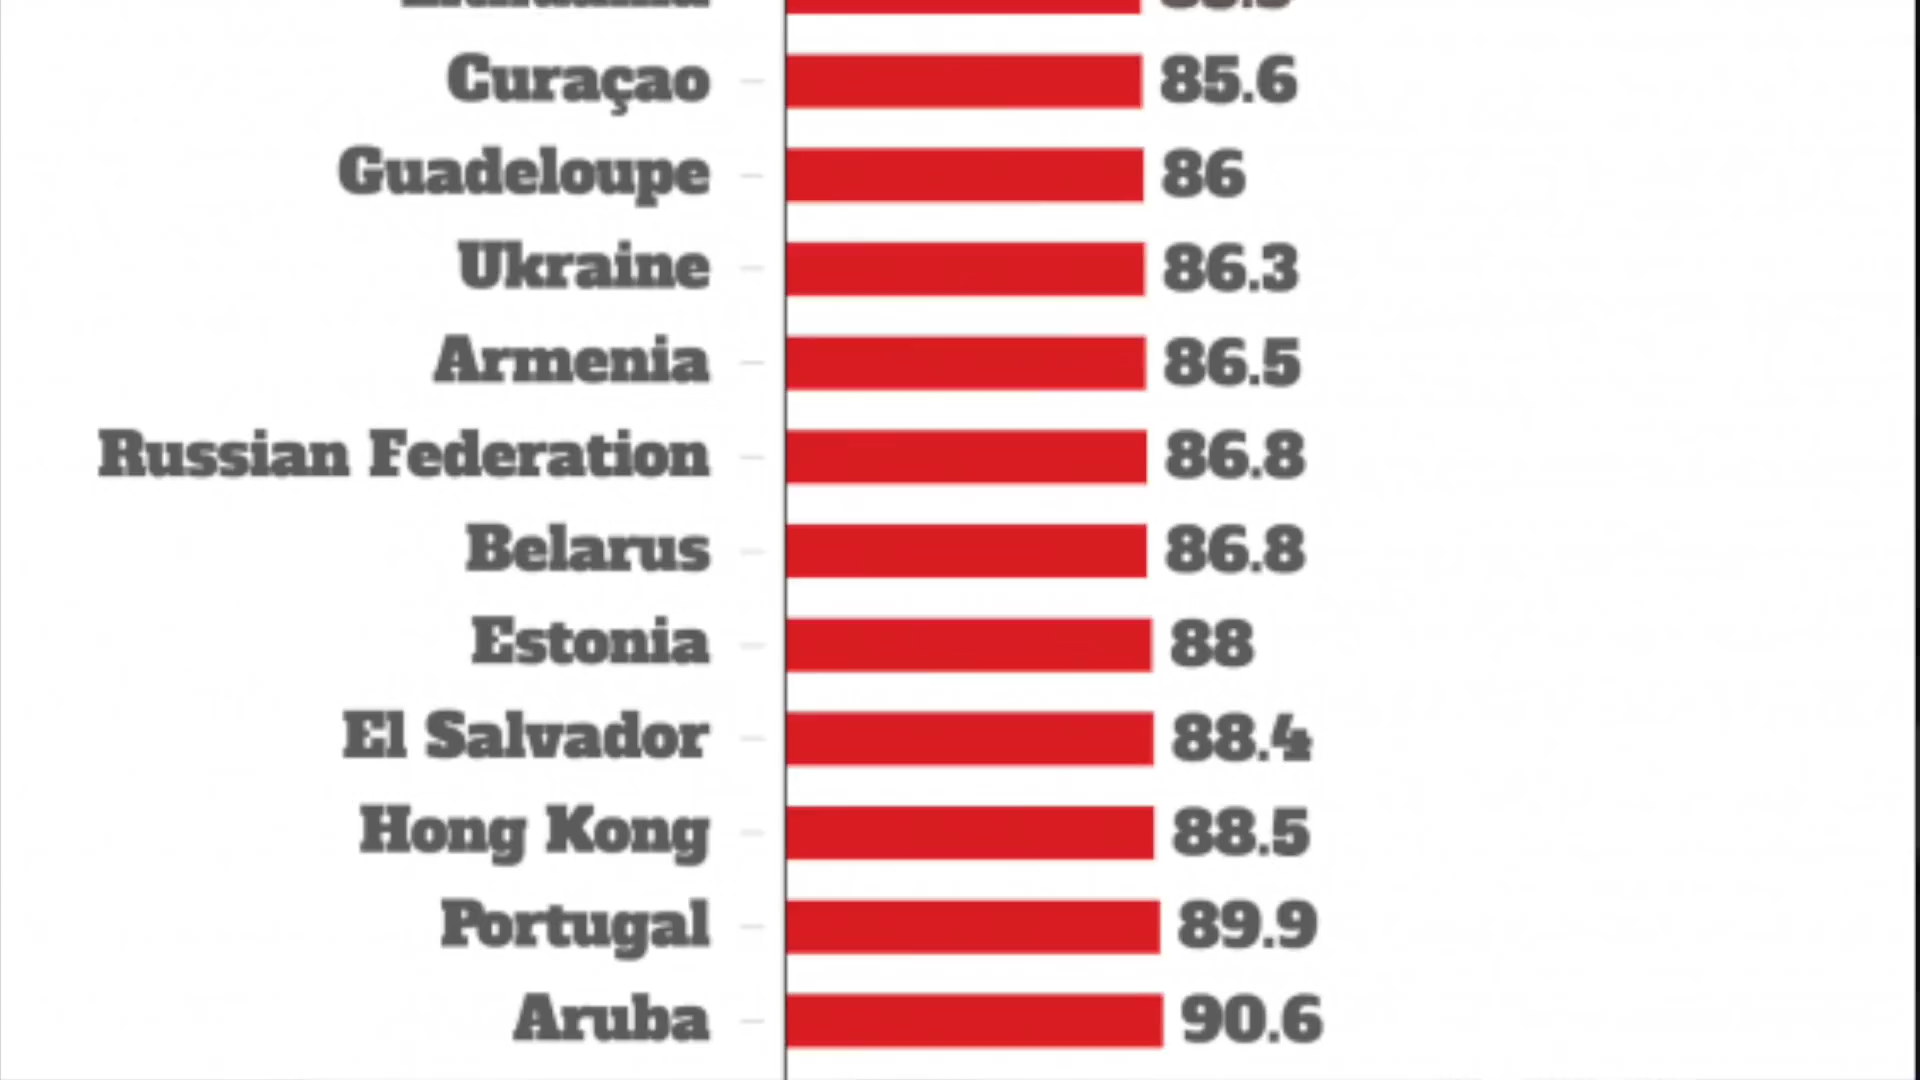 Curaçao 85.6
Guadeloupe 86
Ukraine 86.3
Armenia 86.5
Russian Federation 86.8
Belarus 86.8
Estonia 88
El Salvador 88.4
Hong Kong 88.5
Portugal 89.9
Aruba 90.6